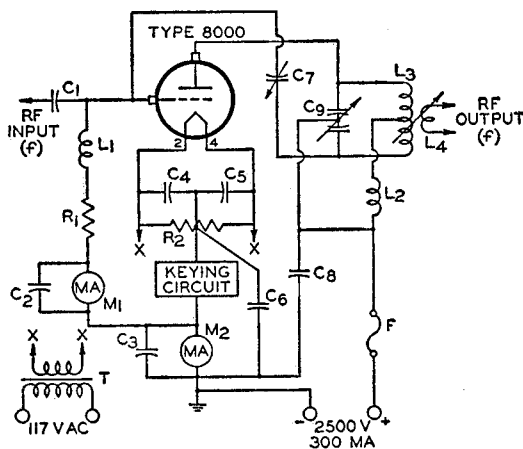 TYPE 8000
C1
C7
L3
RF
INPUT
(f)
C9
RF
OUTPUT
(f)
L4
L1
2
4
C4
C5
L2
R1
R2
X
X
KEYING
CIRCUIT
C8
C2
MA
M1
C6
X
X
C3
M2
MA
F
T
117 V AC
-
2500 V
300 MA
+